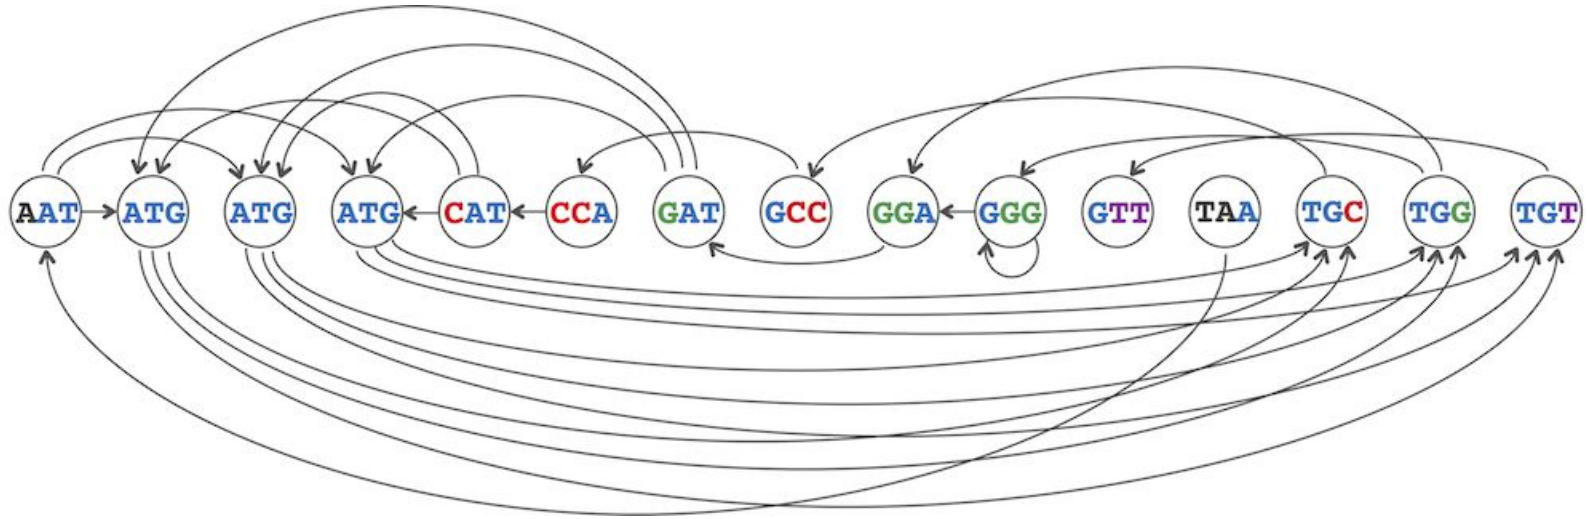 AAT ATG ATG ATG CAT CCA GAT GCC GGA GGG GTT TAA TGC TGG TGT